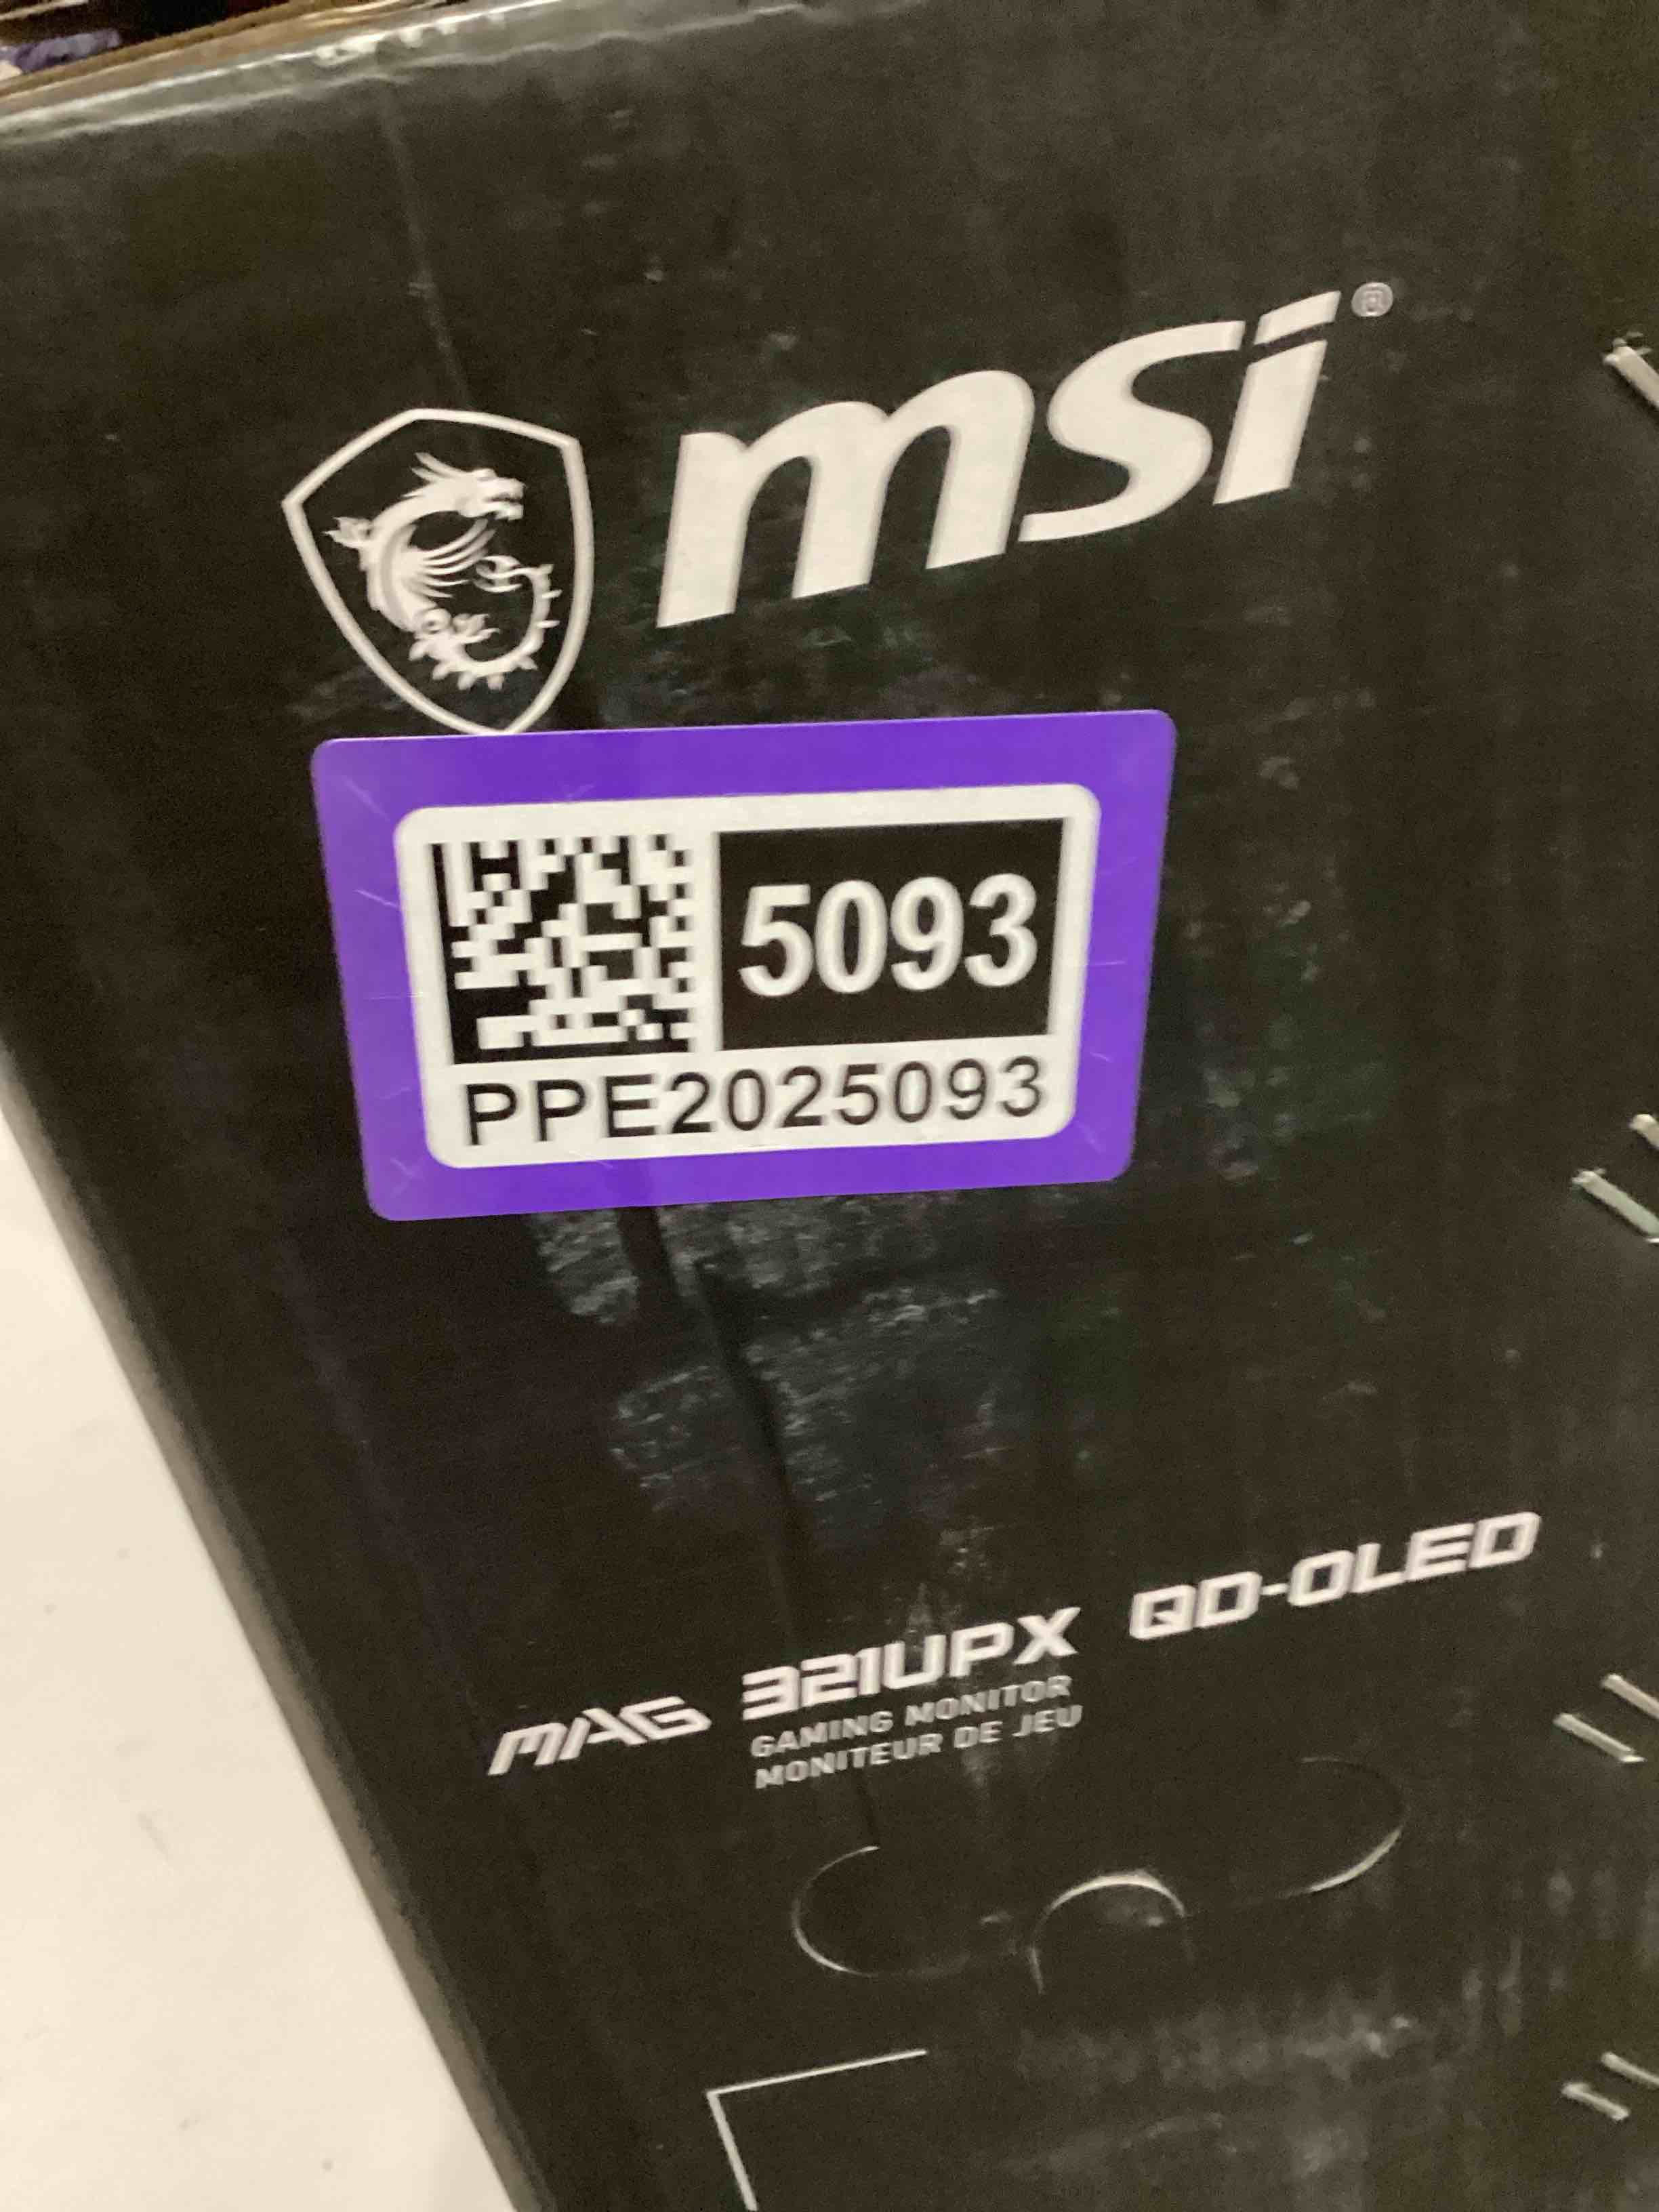 msi®
5093
PPE2025093
MAG 321UPX QD-OLED
GAMING MONITOR
MONITEUR DE JEU